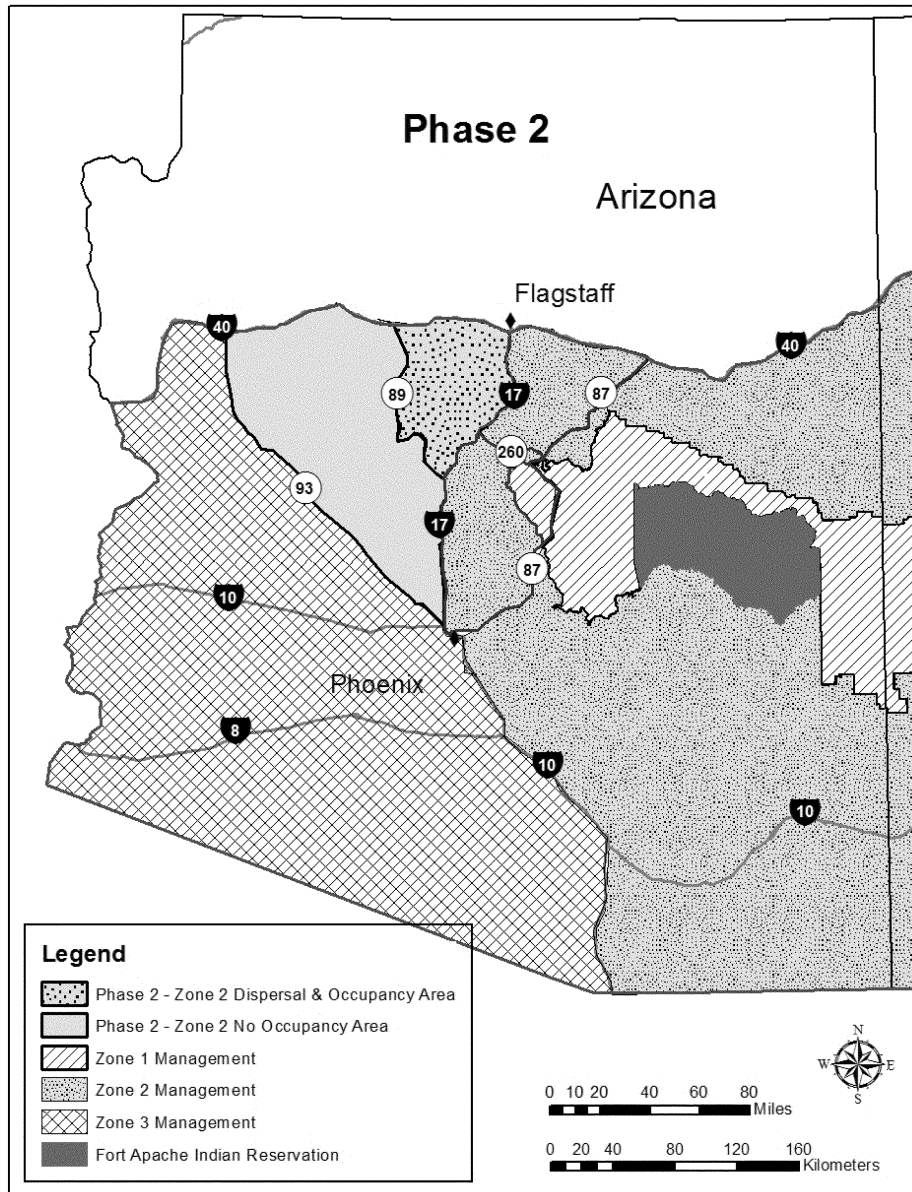 Phase 2
Arizona
Flagstaff
40
40
89
17
87
260
93
17
87
10
Phoenix
8
10
10
Legend
Phase 2 - Zone 2 Dispersal & Occupancy Area
Phase 2 - Zone 2 No Occupancy Area
Zone 1 Management
Zone 2 Management
Zone 3 Management
Fort Apache Indian Reservation
N
W E
S
0 10 20 40 60 80
Miles
0 20 40 80 120 160
Kilometers